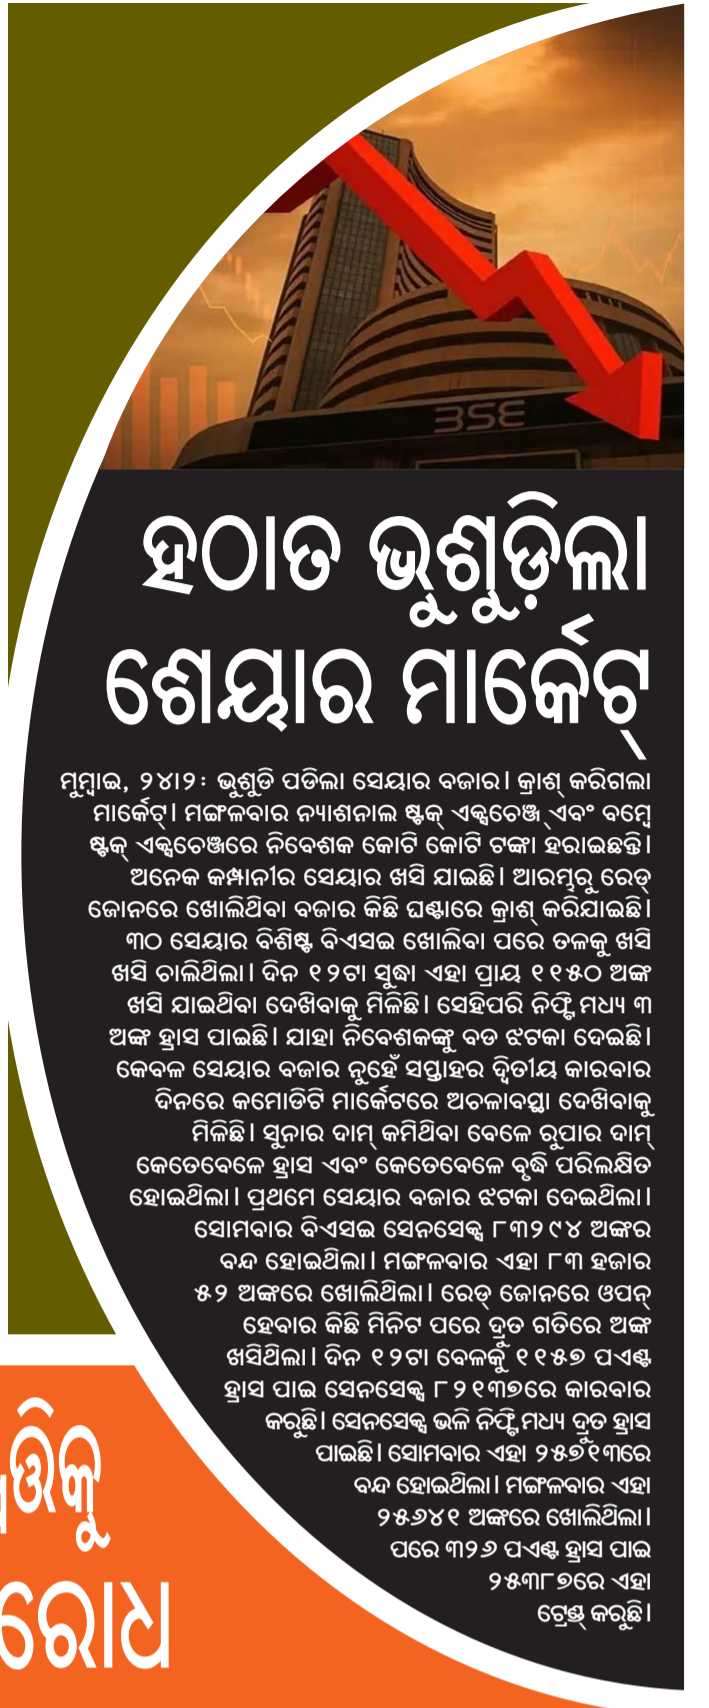 BSE
ହଠାତ ଭୁଶୁଡ଼ିଲା
ଶେୟାର ମାର୍କେଟ୍
ମୁମ୍ବାଇ, ୨୪।୨: ଭୁଶୁଡି ପଡିଲା ସେୟାର ବଜାର। କ୍ରାଶ୍ କରିଗଲା
ମାର୍କେଟ୍। ମଙ୍ଗଳବାର ନ୍ୟାଶନାଲ ଷ୍ଟକ୍ ଏକ୍ସଚେଞ୍ଜ୍ ଏବଂ ବମ୍ବେ
ଷ୍ଟକ୍ ଏକ୍ସଚେଞ୍ଜରେ ନିବେଶକ କୋଟି କୋଟି ଟଙ୍କା ହରାଇଛନ୍ତି।
ଅନେକ କମ୍ପାନୀର ସେୟାର ଖସି ଯାଇଛି। ଆରମ୍ଭରୁ ରେଡ୍
ଜୋନରେ ଖୋଲିଥିବା ବଜାର କିଛି ଘଣ୍ଟାରେ କ୍ରାଶ୍ କରିଯାଇଛି।
୩୦ ସେୟାର ବିଶିଷ୍ଟ ବିଏସଇ ଖୋଲିବା ପରେ ତଳକୁ ଖସି
ଖସି ଚାଲିଥିଲା। ଦିନ ୧୨ଟା ସୁଦ୍ଧା ଏହା ପ୍ରାୟ ୧୧୫୦ ଅଙ୍କ
ଖସି ଯାଇଥିବା ଦେଖିବାକୁ ମିଳିଛି। ସେହିପରି ନିଫ୍ଟି ମଧ୍ୟ ୩
ଅଙ୍କ ହ୍ରାସ ପାଇଛି। ଯାହା ନିବେଶକଙ୍କୁ ବଡ ଝଟକା ଦେଇଛି।
କେବଳ ସେୟାର ବଜାର ନୁହେଁ ସପ୍ତାହର ଦ୍ୱିତୀୟ କାରବାର
ଦିନରେ କମୋଡିଟି ମାର୍କେଟରେ ଅଚଳାବସ୍ଥା ଦେଖିବାକୁ
ମିଳିଛି। ସୁନାର ଦାମ୍ କମିଥିବା ବେଳେ ରୁପାର ଦାମ୍
କେତେବେଳେ ହ୍ରାସ ଏବଂ କେତେବେଳେ ବୃଦ୍ଧି ପରିଲକ୍ଷିତ
ହୋଇଥିଲା। ପ୍ରଥମେ ସେୟାର ବଜାର ଝଟକା ଦେଇଥିଲା।
ସୋମବାର ବିଏସଇ ସେନସେକ୍ସ ୮୩୨୯୪ ଅଙ୍କର
ବନ୍ଦ ହୋଇଥିଲା। ମଙ୍ଗଳବାର ଏହା ୮୩ ହଜାର
୫୨ ଅଙ୍କରେ ଖୋଲିଥିଲା। ରେଡ୍ ଜୋନରେ ଓପନ୍
ହେବାର କିଛି ମିନିଟ ପରେ ଦ୍ରୁତ ଗତିରେ ଅଙ୍କ
ଖସିଥିଲା। ଦିନ ୧୨ଟା ବେଳକୁ ୧୧୫୭ ପଏଣ୍ଟ
ହ୍ରାସ ପାଇ ସେନସେକ୍ସ ୮୨୧୩୭ରେ କାରବାର
କରୁଛି। ସେନସେକ୍ସ ଭଳି ନିଫ୍ଟି ମଧ୍ୟ ଦ୍ରୁତ ହ୍ରାସ
ପାଇଛି। ସୋମବାର ଏହା ୨୫୭୧୩ରେ
ବନ୍ଦ ହୋଇଥିଲା। ମଙ୍ଗଳବାର ଏହା
୨୫୬୪୧ ଅଙ୍କରେ ଖୋଲିଥିଲା।
ପରେ ୩୨୬ ପଏଣ୍ଟ ହ୍ରାସ ପାଇ
୨୫୩୮୭ରେ ଏହା
ଟ୍ରେଣ୍ଡ୍ କରୁଛି।
ରୋଧ